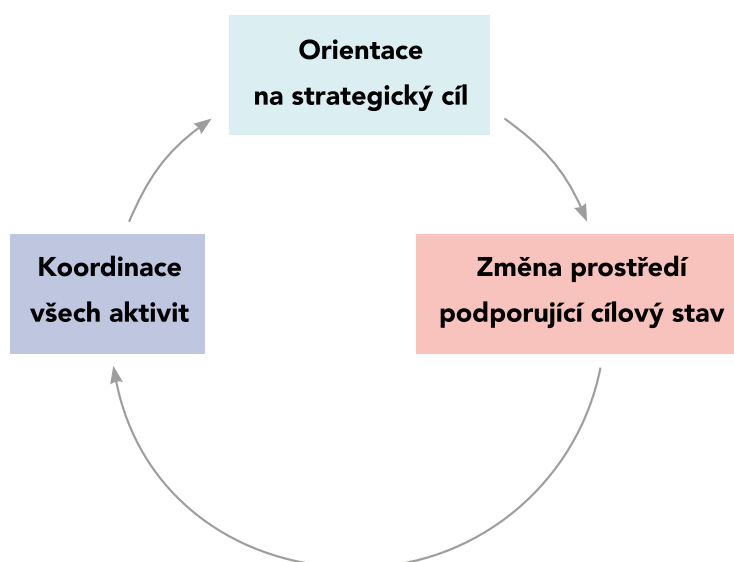 Orientace
na strategický cíl
Koordinace
všech aktivit
Změna prostředí
podporující cílový stav